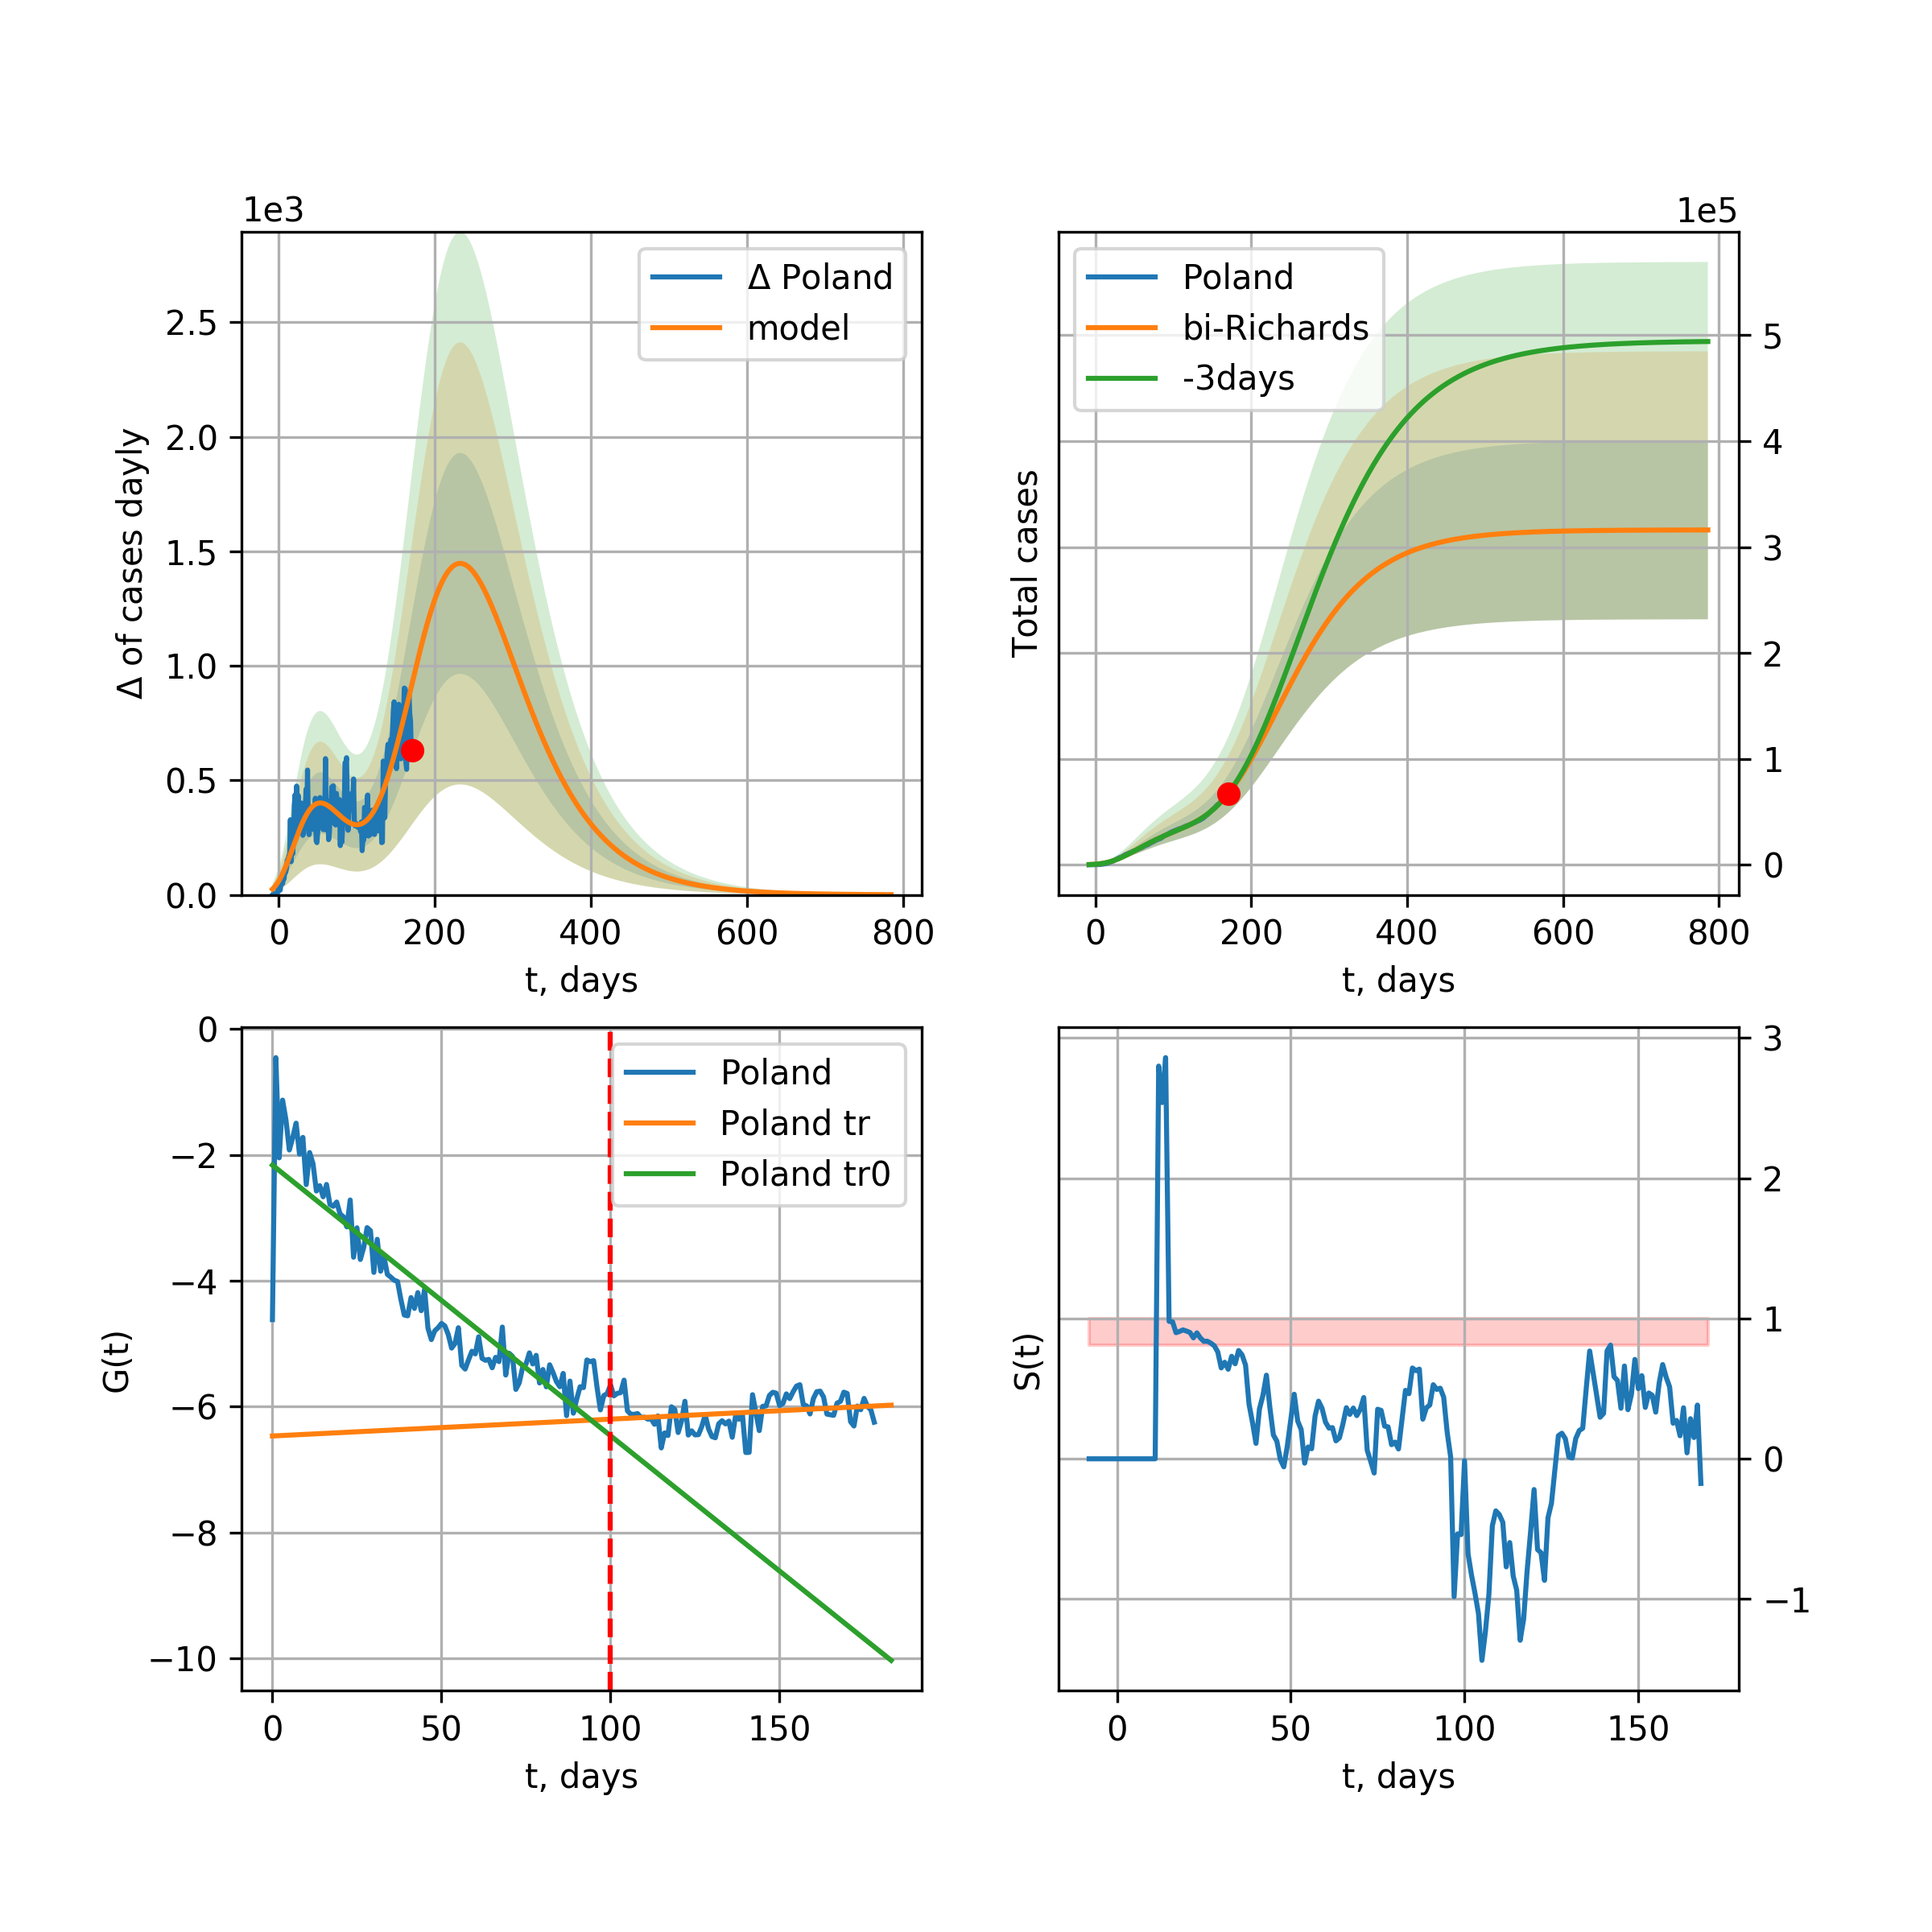 1e3
Δ of cases dayly
2.5
2.0
1.5
1.0
0.5
0.0
Δ Poland
model
0 200 400 600 800
t, days
1e5
Total cases
Poland
bi-Richards
-3days
5
4
3
2
1
0
0 200 400 600 800
t, days
G(t)
0
−2
−4
−6
−8
−10
Poland
Poland tr
Poland tr0
0 50 100 150
t, days
S(t)
3
2
1
0
−1
0 50 100 150
t, days